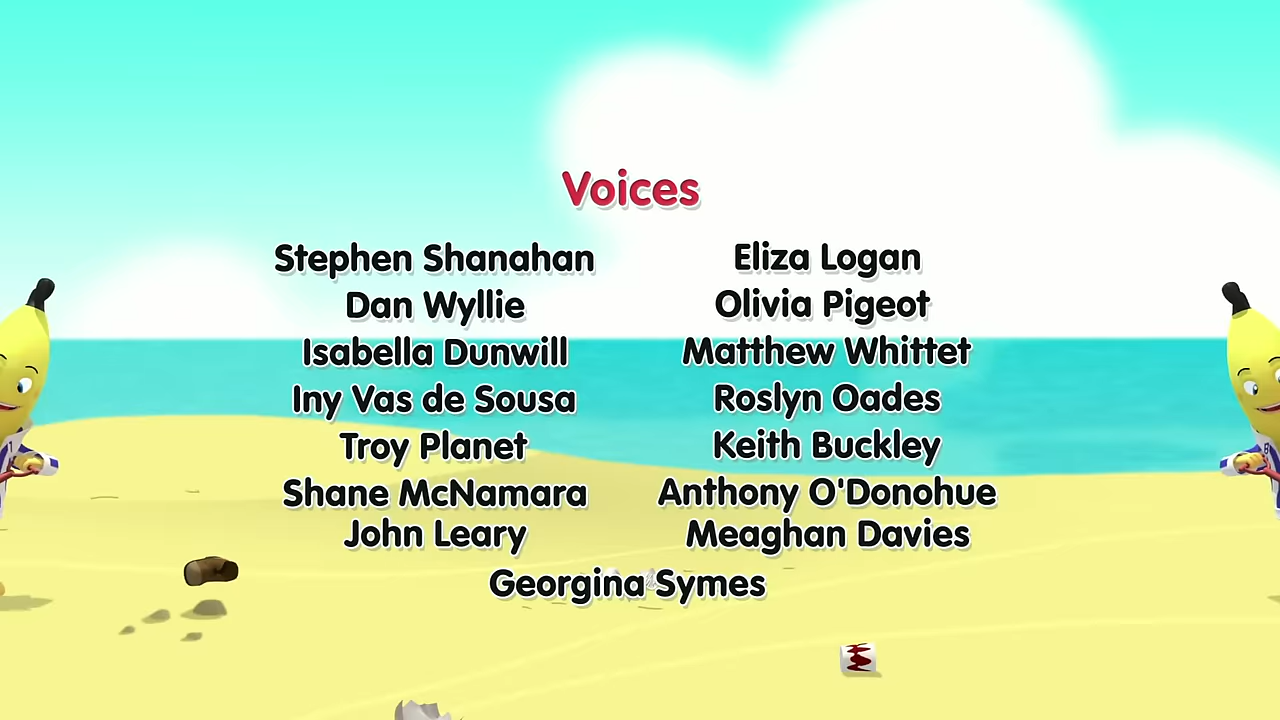 Voices
Stephen Shanahan Eliza Logan
Dan Wyllie Olivia Pigeot
Isabella Dunwill Matthew Whittet
Iny Vas de Sousa Roslyn Oades
Troy Planet Keith Buckley
Shane McNamara Anthony O'Donohue
John Leary Meaghan Davies
Georgina Symes